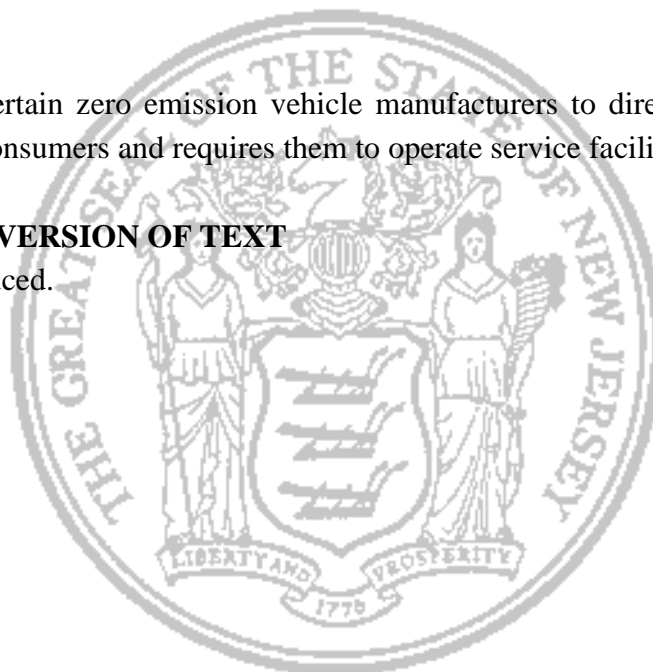 ertain zero emission vehicle manufacturers to dire
onsumers and requires them to operate service facili
VERSION OF TEXT
uced.
THE GREAT SEAL OF THE STATE OF NEW JERSEY
LIBERTY AND PROSPERITY
1776